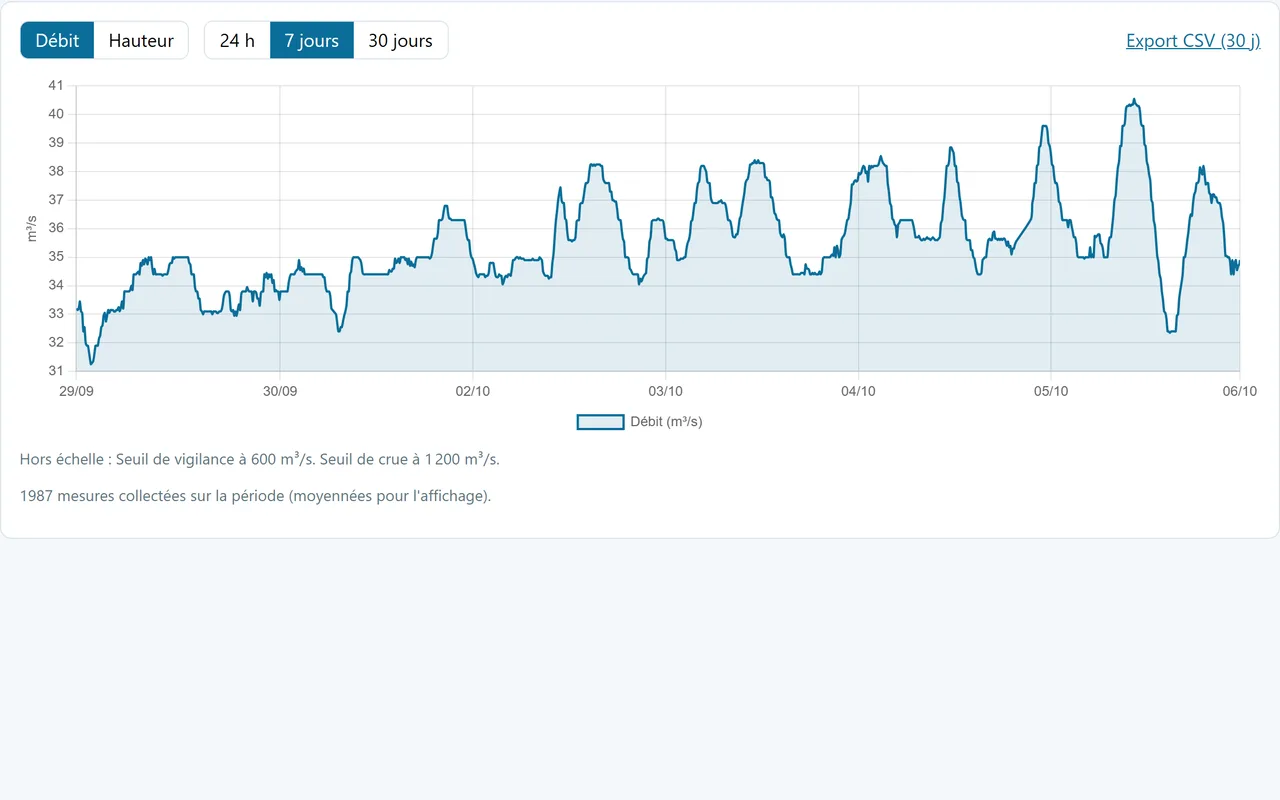 Débit Hauteur 24 h 7 jours 30 jours Export CSV (30 j)
41
40
39
38
37
36
35
34
33
32
31
m³/s
29/09 30/09 02/10 03/10 04/10 05/10 06/10
Débit (m³/s)
Hors échelle : Seuil de vigilance à 600 m³/s. Seuil de crue à 1 200 m³/s.
1987 mesures collectées sur la période (moyennées pour l'affichage).